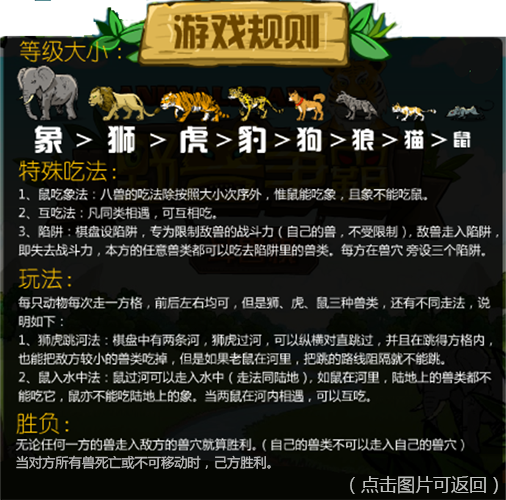 游戏规则
等级大小：
象 > 狮 > 虎 > 豹 > 狗 > 狼 > 猫 > 鼠
特殊吃法：
1、鼠吃象法：八兽的吃法除按照大小次序外，惟鼠能吃象，且象不能吃鼠。
2、互吃法：凡同类相遇，可互相吃。
3、陷阱：棋盘设陷阱，专为限制敌兽的战斗力（自己的兽，不受限制），敌兽走入陷阱，
即失去战斗力，本方的任意兽类都可以吃去陷阱里的兽类。每方在兽穴 旁设三个陷阱。
玩法：
每只动物每次走一方格，前后左右均可，但是狮、虎、鼠三种兽类，还有不同走法，说
明如下：
1、狮虎跳河法：棋盘中有两条河，狮虎过河，可以纵横对直跳过，并且在跳得方格内，
也能把敌方较小的兽类吃掉，但是如果老鼠在河里，把跳的路线阻隔就不能跳。
2、鼠入水中法：鼠过河可以走入水中（走法同陆地），如鼠在河里，陆地上的兽类都不
能吃它，鼠亦不能吃陆地上的象。当两鼠在河内相遇，可以互吃。
胜负：
无论任何一方的兽走入敌方的兽穴就算胜利。（自己的兽类不可以走入自己的兽穴）
当对方所有兽死亡或不可移动时，己方胜利。
（点击图片可返回）